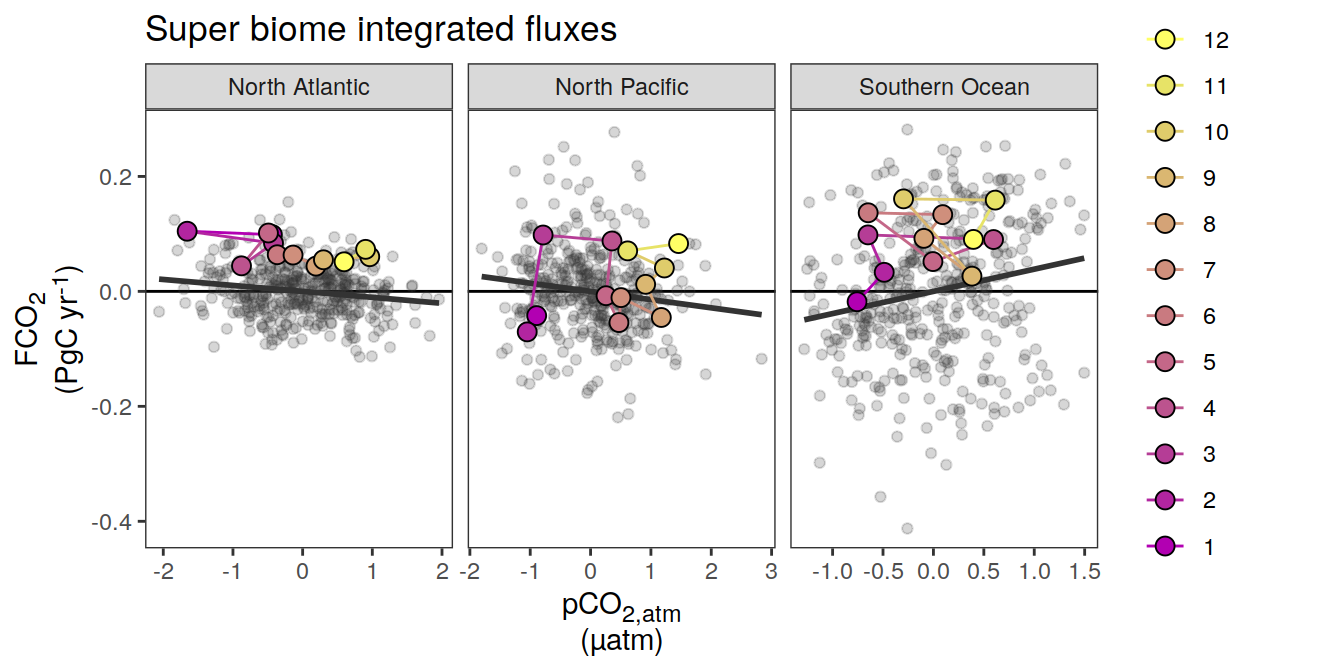 Super biome integrated fluxes
North Atlantic
North Pacific
Southern Ocean
FCO₂
(PgC yr⁻¹)
0.2
0.0
-0.2
-0.4
-2 -1 0 1 2
-2 -1 0 1 2 3
-1.0 -0.5 0.0 0.5 1.0 1.5
pCO₂,atm
(µatm)
12
11
10
9
8
7
6
5
4
3
2
1